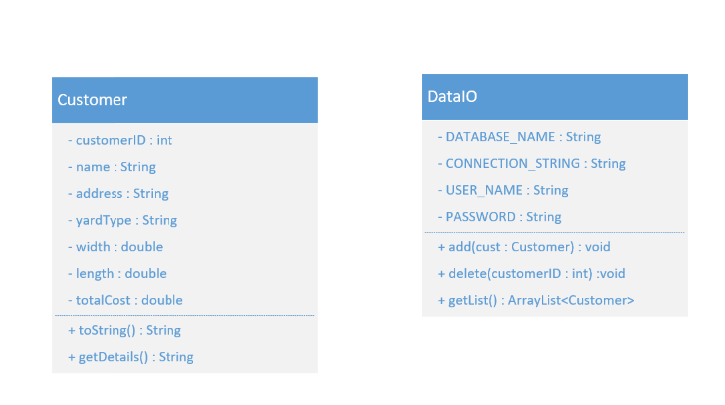 Customer
- customerID : int
- name : String
- address : String
- yardType : String
- width : double
- length : double
- totalCost : double
+ toString() : String
+ getDetails() : String
DataIO
- DATABASE_NAME : String
- CONNECTION_STRING : String
- USER_NAME : String
- PASSWORD : String
+ add(cust : Customer) : void
+ delete(customerID : int) :void
+ getList() : ArrayList<Customer>